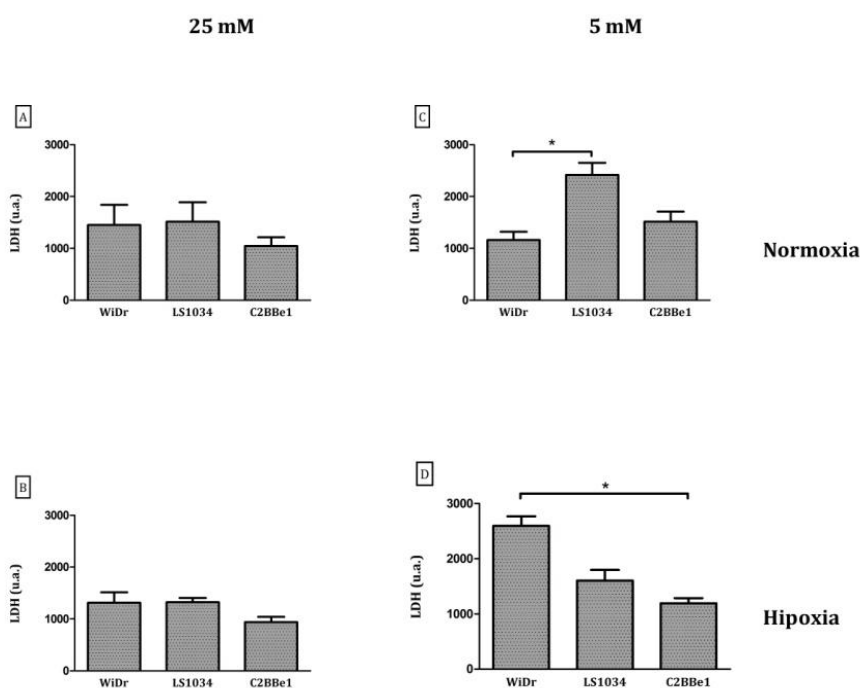 25 mM
5 mM
A
3000
2000
1000
0
LDH (u.a.)
WiDr
LS1034
C2BBe1
C
3000
2000
1000
0
LDH (u.a.)
*
WiDr
LS1034
C2BBe1
Normoxia
B
3000
2000
1000
0
LDH (u.a.)
WiDr
LS1034
C2BBe1
D
3000
2000
1000
0
LDH (u.a.)
*
WiDr
LS1034
C2BBe1
Hipoxia